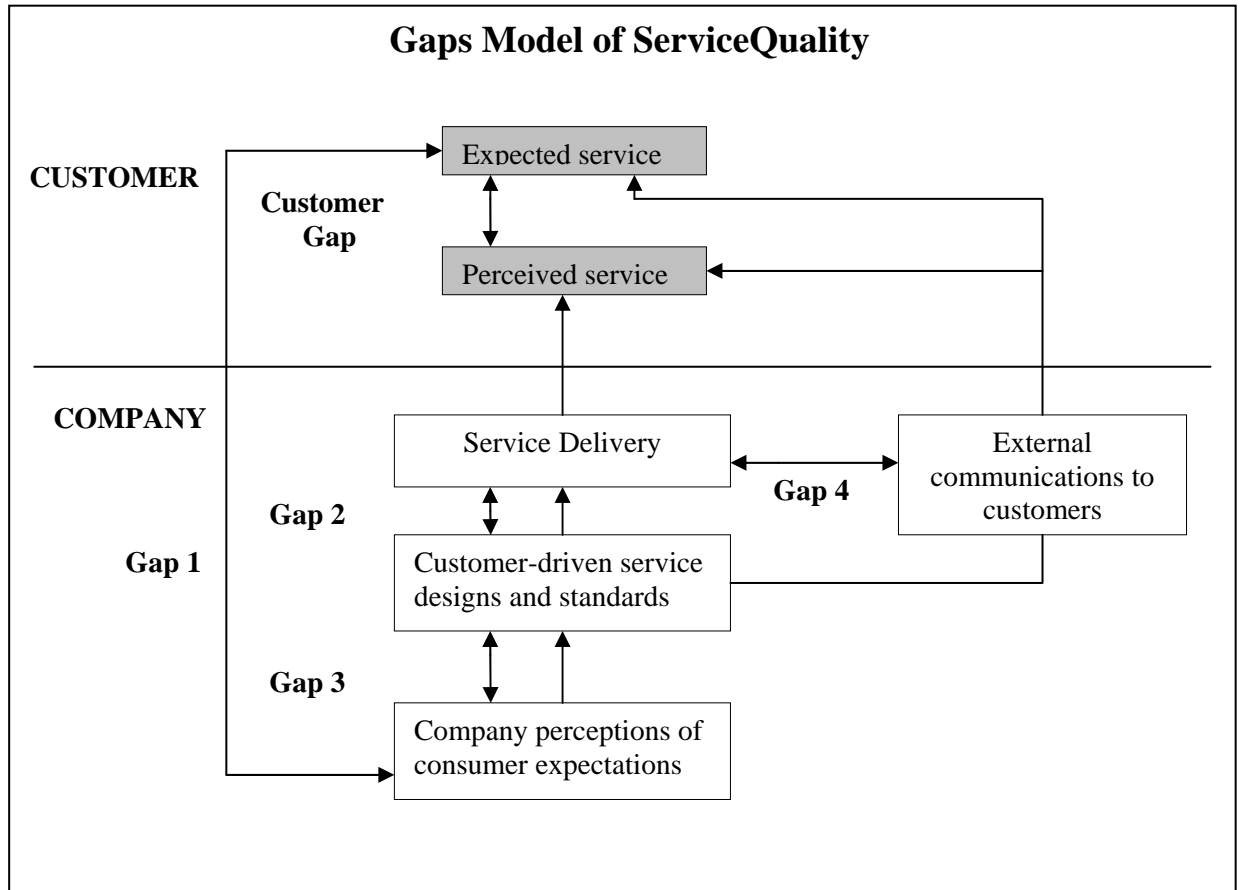 Gaps Model of ServiceQuality
CUSTOMER
Expected service
Customer
Gap
Perceived service
COMPANY
Service Delivery
External
communications to
customers
Gap 4
Gap 2
Gap 1
Customer-driven service
designs and standards
Gap 3
Company perceptions of
consumer expectations